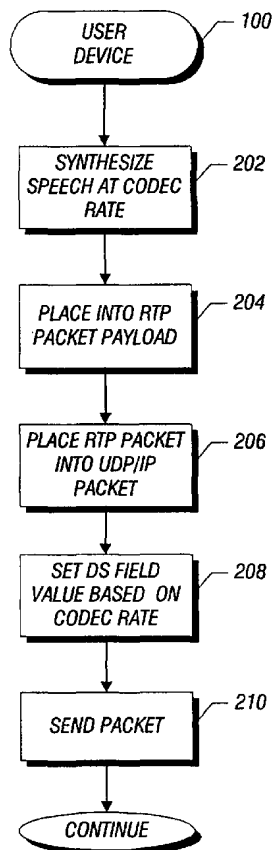 USER
DEVICE
100
SYNTHESIZE
SPEECH AT CODEC
RATE
202
PLACE INTO RTP
PACKET PAYLOAD
204
PLACE RTP PACKET
INTO UDP/IP
PACKET
206
SET DS FIELD
VALUE BASED ON
CODEC RATE
208
SEND PACKET
210
CONTINUE